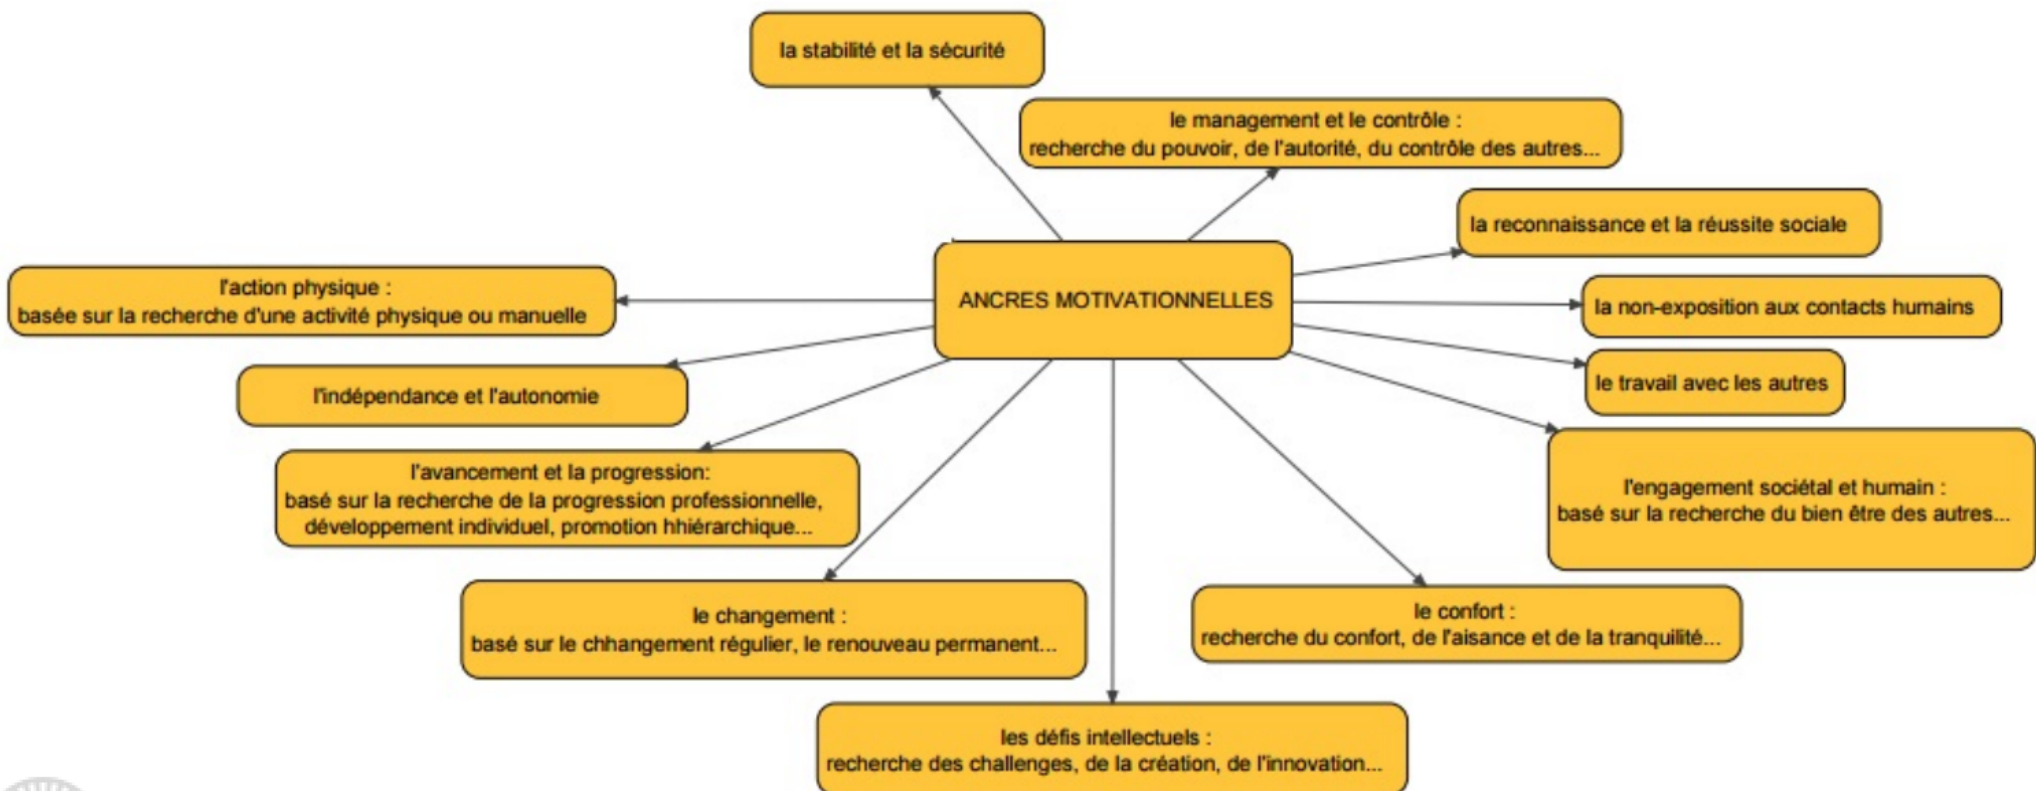 la stabilité et la sécurité
le management et le contrôle :
recherche du pouvoir, de l'autorité, du contrôle des autres...
la reconnaissance et la réussite sociale
ANCRES MOTIVATIONNELLES
l'action physique :
basée sur la recherche d'une activité physique ou manuelle
la non-exposition aux contacts humains
l'indépendance et l'autonomie
le travail avec les autres
l'avancement et la progression:
basé sur la recherche de la progression professionnelle,
développement individuel, promotion hhiérarchique...
l'engagement sociétal et humain :
basé sur la recherche du bien être des autres...
le changement :
basé sur le chhangement régulier, le renouveau permanent...
le confort :
recherche du confort, de l'aisance et de la tranquilité...
les défis intellectuels :
recherche des challenges, de la création, de l'innovation...